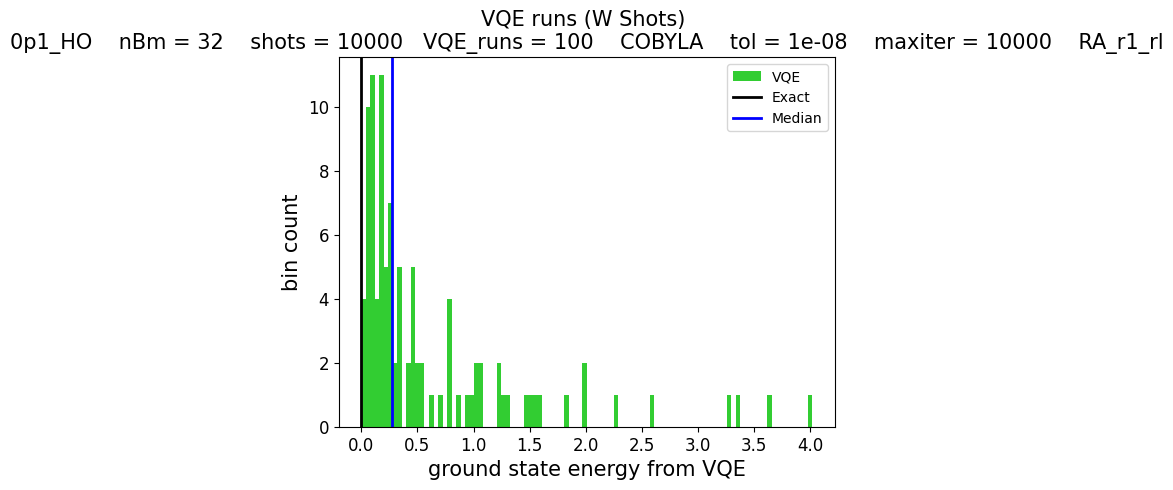 VQE runs (W Shots)
0p1_HO    nBm = 32    shots = 10000   VQE_runs = 100    COBYLA    tol = 1e-08    maxiter = 10000    RA_r1_rl
VQE
Exact
Median
bin count
10
8
6
4
2
0
0.0 0.5 1.0 1.5 2.0 2.5 3.0 3.5 4.0
ground state energy from VQE